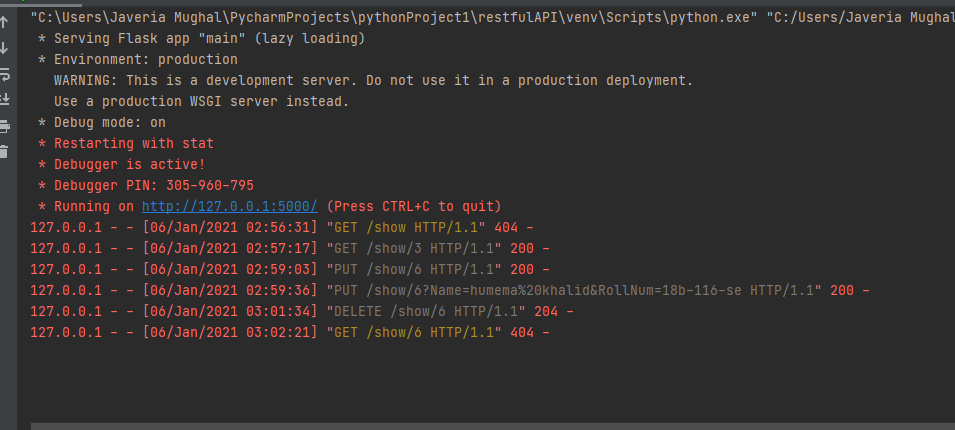 "C:\Users\Javeria Mughal\PycharmProjects\pythonProject1\restfulAPI\venv\Scripts\python.exe" "C:/Users/Javeria Mughal
* Serving Flask app "main" (lazy loading)
* Environment: production
WARNING: This is a development server. Do not use it in a production deployment.
Use a production WSGI server instead.
* Debug mode: on
* Restarting with stat
* Debugger is active!
* Debugger PIN: 305-960-795
* Running on http://127.0.0.1:5000/ (Press CTRL+C to quit)
127.0.0.1 - - [06/Jan/2021 02:56:31] "GET /show HTTP/1.1" 404 -
127.0.0.1 - - [06/Jan/2021 02:57:17] "GET /show/3 HTTP/1.1" 200 -
127.0.0.1 - - [06/Jan/2021 02:59:03] "PUT /show/6 HTTP/1.1" 200 -
127.0.0.1 - - [06/Jan/2021 02:59:36] "PUT /show/6?Name=humema%20khalid&RollNum=18b-116-se HTTP/1.1" 200 -
127.0.0.1 - - [06/Jan/2021 03:01:34] "DELETE /show/6 HTTP/1.1" 204 -
127.0.0.1 - - [06/Jan/2021 03:02:21] "GET /show/6 HTTP/1.1" 404 -